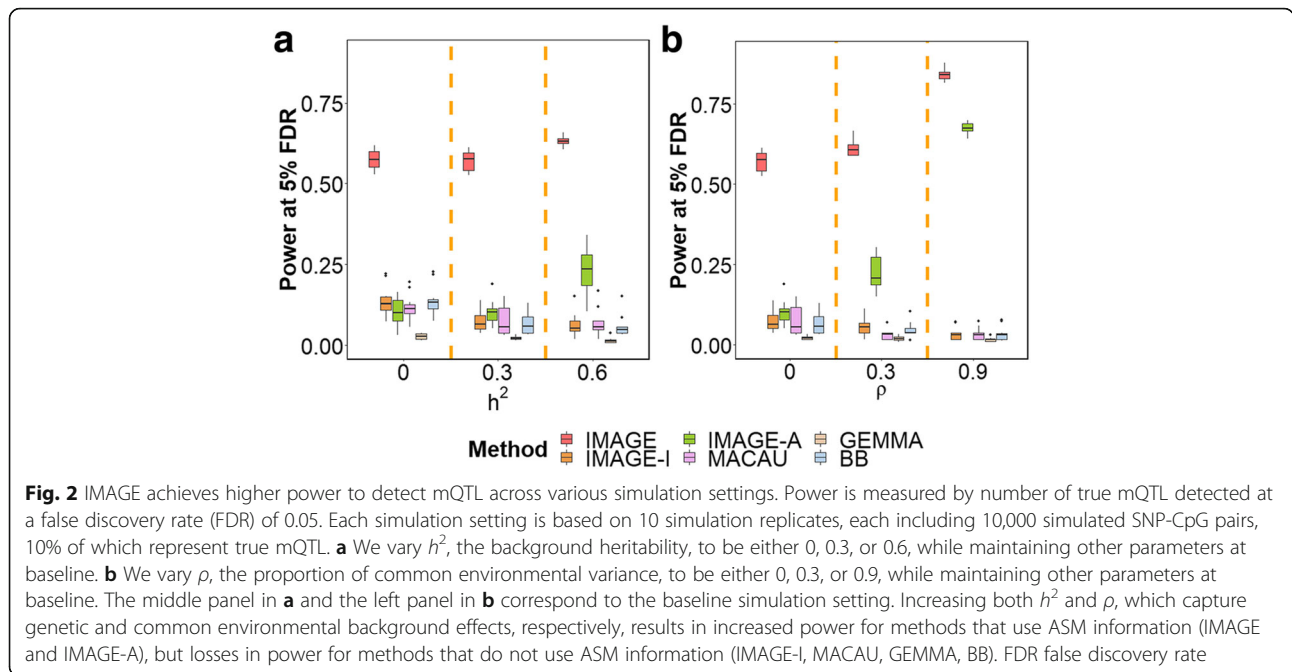 a
b
Power at 5% FDR
0.75
0.50
0.25
0.00
0
0.3
0.6
h²
Power at 5% FDR
0.75
0.50
0.25
0.00
0
0.3
0.9
ρ
Method
IMAGE
IMAGE-A
GEMMA
IMAGE-I
MACAU
BB
Fig. 2 IMAGE achieves higher power to detect mQTL across various simulation settings. Power is measured by number of true mQTL detected at
a false discovery rate (FDR) of 0.05. Each simulation setting is based on 10 simulation replicates, each including 10,000 simulated SNP-CpG pairs,
10% of which represent true mQTL. a We vary h², the background heritability, to be either 0, 0.3, or 0.6, while maintaining other parameters at
baseline. b We vary ρ, the proportion of common environmental variance, to be either 0, 0.3, or 0.9, while maintaining other parameters at
baseline. The middle panel in a and the left panel in b correspond to the baseline simulation setting. Increasing both h² and ρ, which capture
genetic and common environmental background effects, respectively, results in increased power for methods that use ASM information (IMAGE
and IMAGE-A), but losses in power for methods that do not use ASM information (IMAGE-I, MACAU, GEMMA, BB). FDR false discovery rate